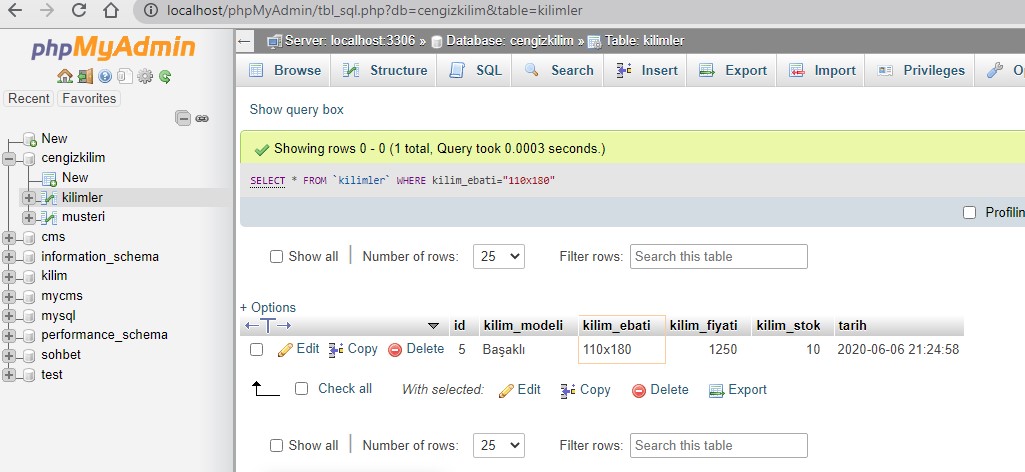 localhost/phpMyAdmin/tbl_sql.php?db=cengizkilim&table=kilimler
phpMyAdmin
Recent Favorites
New
cengizkilim
New
kilimler
musteri
cms
information_schema
kilim
mycms
mysql
performance_schema
sohbet
test
Server: localhost:3306 » Database: cengizkilim » Table: kilimler
Browse Structure SQL Search Insert Export Import Privileges
Show query box
Showing rows 0 - 0 (1 total, Query took 0.0003 seconds.)
SELECT * FROM `kilimler` WHERE kilim_ebati="110x180"
Profilin
Show all | Number of rows: 25 Filter rows: Search this table
+ Options
←T→ id kilim_modeli kilim_ebati kilim_fiyati kilim_stok tarih
Edit Copy Delete 5 Başaklı 110x180 1250 10 2020-06-06 21:24:58
Check all With selected: Edit Copy Delete Export
Show all | Number of rows: 25 Filter rows: Search this table